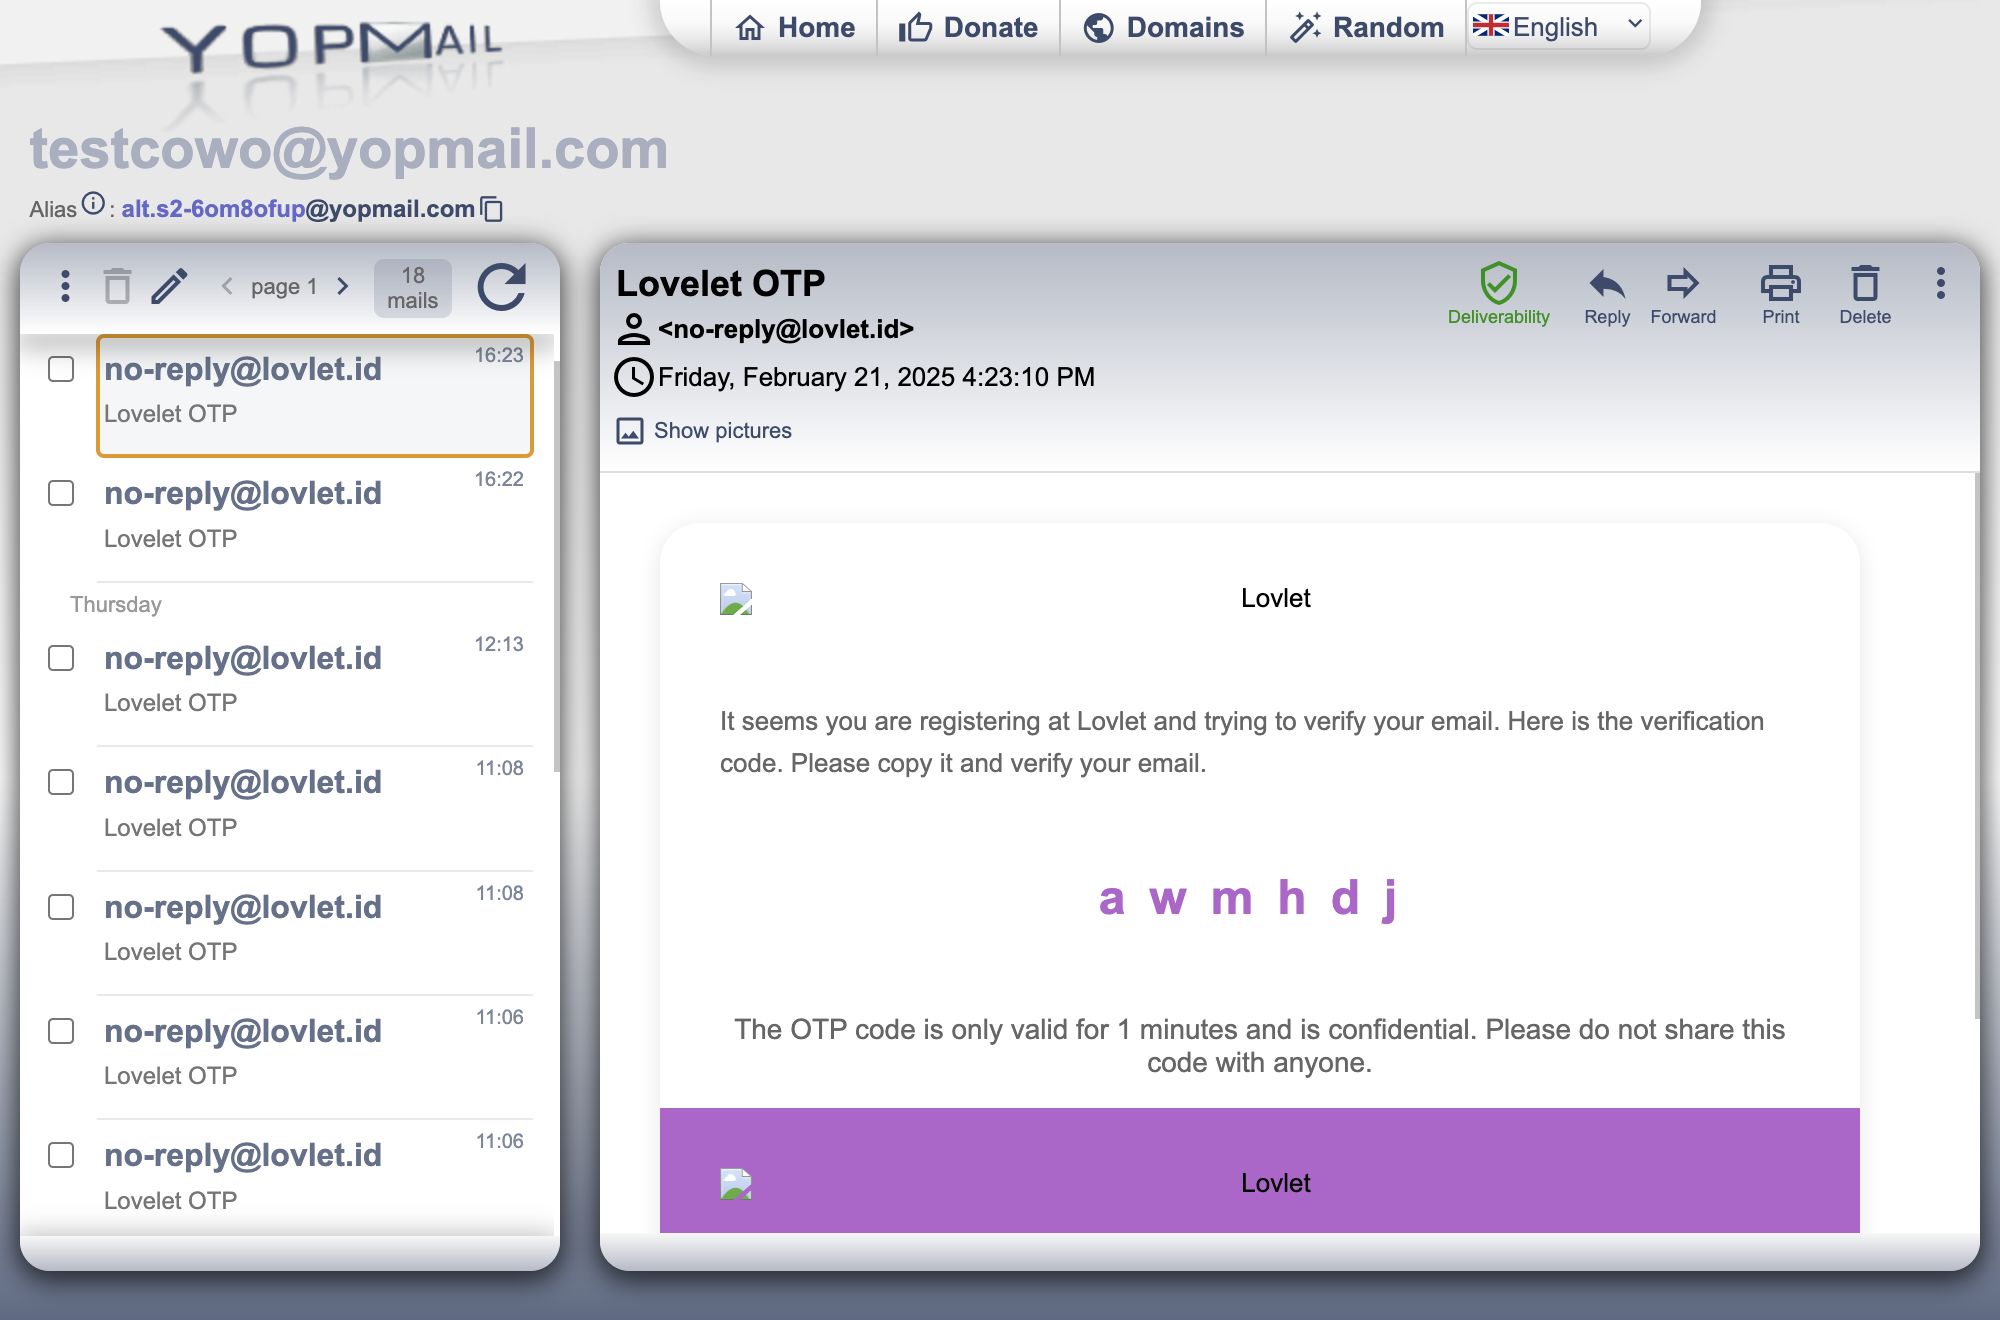 YOPMAIL
Home
Donate
Domains
Random
English
testcowo@yopmail.com
Alias : alt.s2-6om8ofup@yopmail.com
page 1
18
mails
no-reply@lovlet.id
16:23
Lovelet OTP
no-reply@lovlet.id
16:22
Lovelet OTP
Thursday
no-reply@lovlet.id
12:13
Lovelet OTP
no-reply@lovlet.id
11:08
Lovelet OTP
no-reply@lovlet.id
11:08
Lovelet OTP
no-reply@lovlet.id
11:06
Lovelet OTP
no-reply@lovlet.id
11:06
Lovelet OTP
Lovelet OTP
<no-reply@lovlet.id>
Friday, February 21, 2025 4:23:10 PM
Show pictures
Deliverability
Reply
Forward
Print
Delete
Lovlet
It seems you are registering at Lovlet and trying to verify your email. Here is the verification
code. Please copy it and verify your email.
a w m h d j
The OTP code is only valid for 1 minutes and is confidential. Please do not share this
code with anyone.
Lovlet